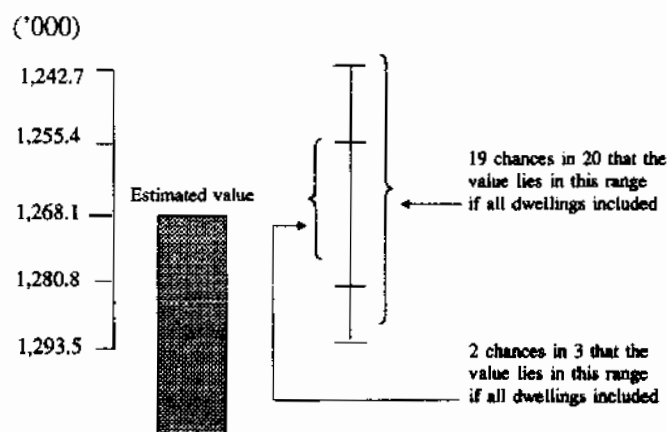 ('000)
1,242.7
1,255.4
1,268.1
1,280.8
1,293.5
Estimated value
19 chances in 20 that the
value lies in this range
if all dwellings included
2 chances in 3 that the
value lies in this range
if all dwellings included